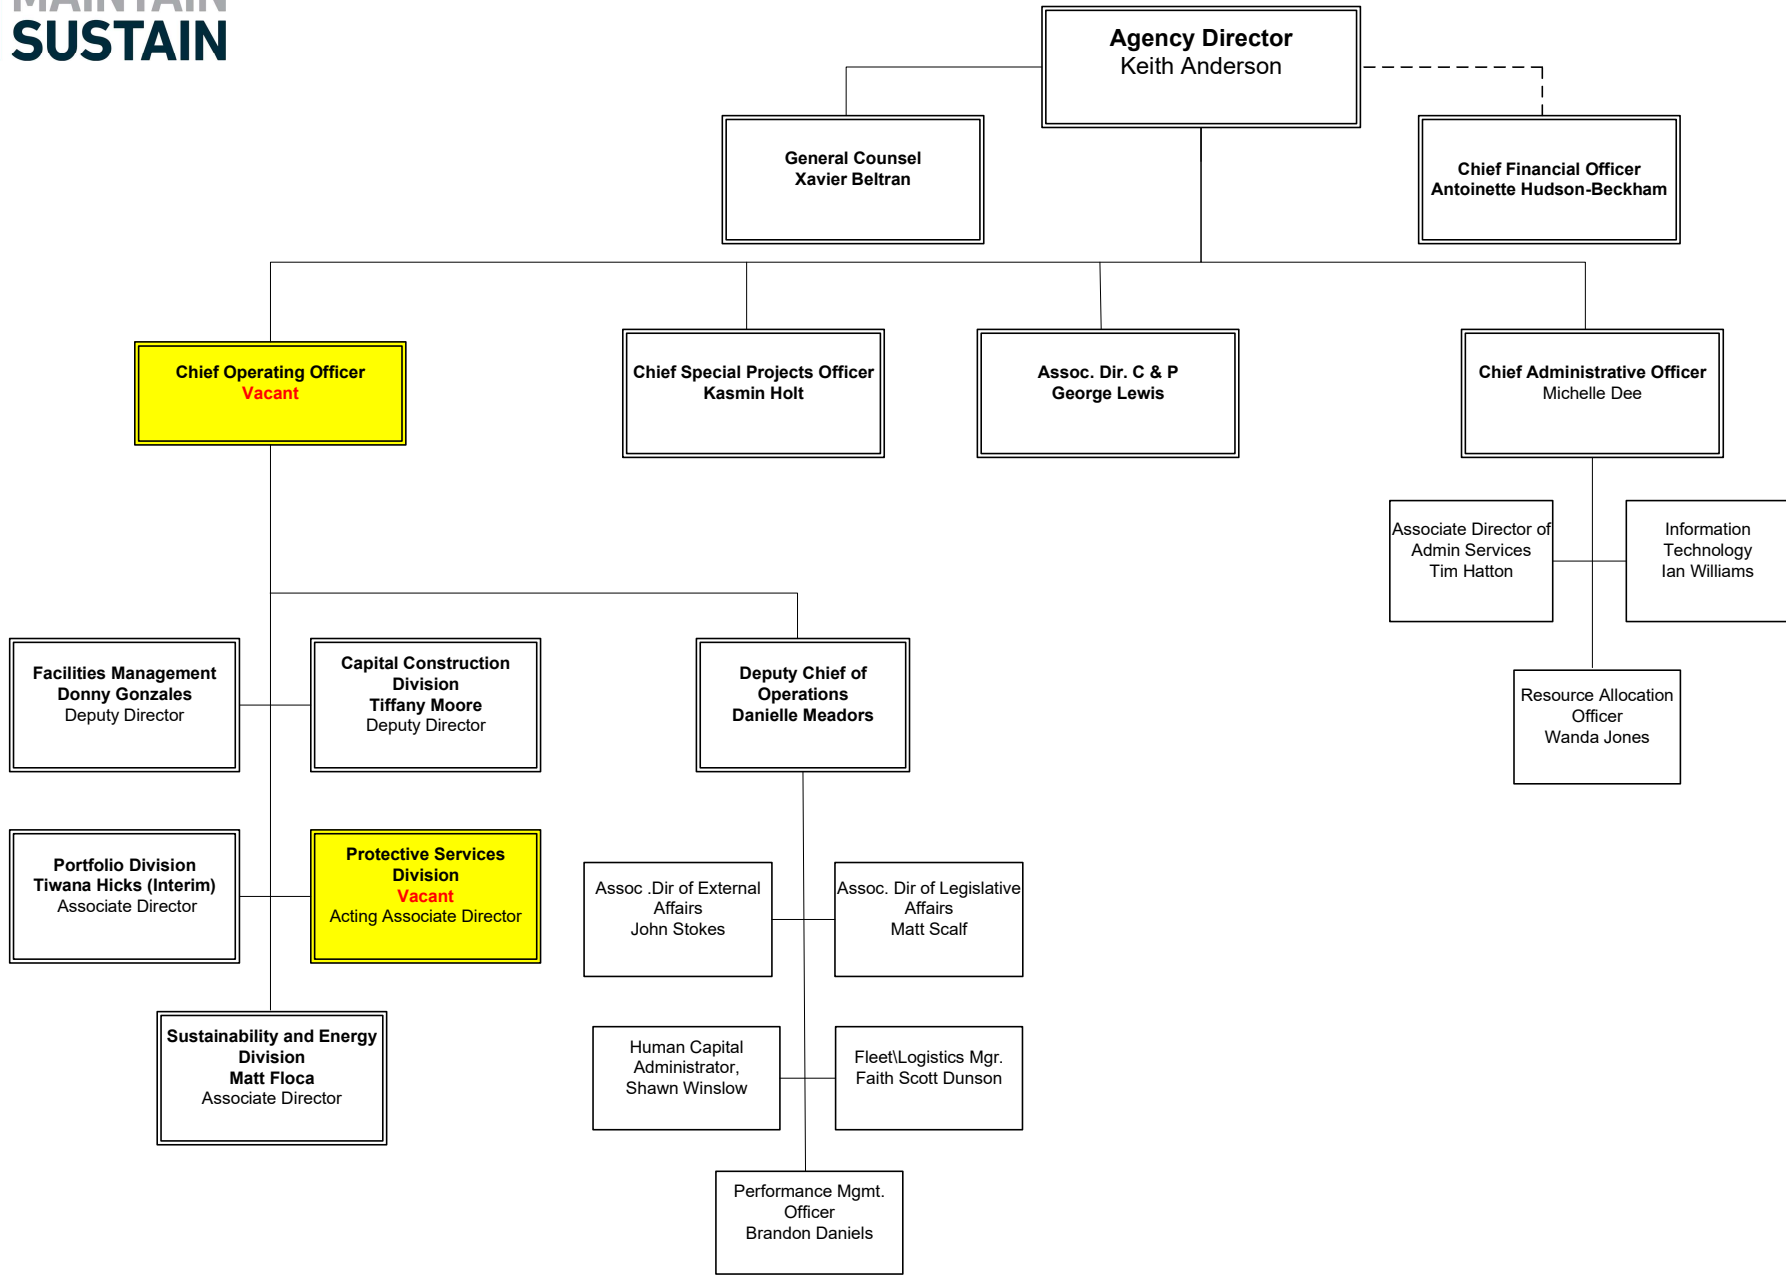 MAINTAIN
SUSTAIN
Agency Director
Keith Anderson
General Counsel
Xavier Beltran
Chief Financial Officer
Antoinette Hudson-Beckham
Chief Operating Officer
Vacant
Chief Special Projects Officer
Kasmin Holt
Assoc. Dir. C & P
George Lewis
Chief Administrative Officer
Michelle Dee
Associate Director of
Admin Services
Tim Hatton
Information
Technology
Ian Williams
Resource Allocation
Officer
Wanda Jones
Facilities Management
Donny Gonzales
Deputy Director
Capital Construction
Division
Tiffany Moore
Deputy Director
Deputy Chief of
Operations
Danielle Meadors
Portfolio Division
Tiwana Hicks (Interim)
Associate Director
Protective Services
Division
Vacant
Acting Associate Director
Assoc .Dir of External
Affairs
John Stokes
Assoc. Dir of Legislative
Affairs
Matt Scalf
Sustainability and Energy
Division
Matt Floca
Associate Director
Human Capital
Administrator,
Shawn Winslow
Fleet\Logistics Mgr.
Faith Scott Dunson
Performance Mgmt.
Officer
Brandon Daniels